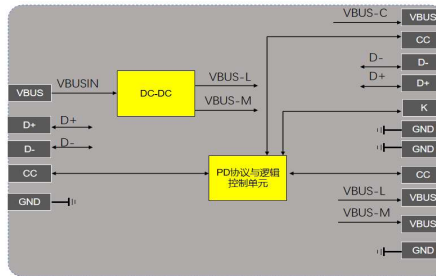 VBUS-C
VBUS
CC
D-
D-
D+
D+
K
GND
GND
VBUS
VBUSIN
DC-DC
VBUS-L
VBUS-M
D+
D+
D-
D-
CC
PD协议与逻辑
控制单元
CC
VBUS-L
VBUS
GND
VBUS-M
VBUS
GND